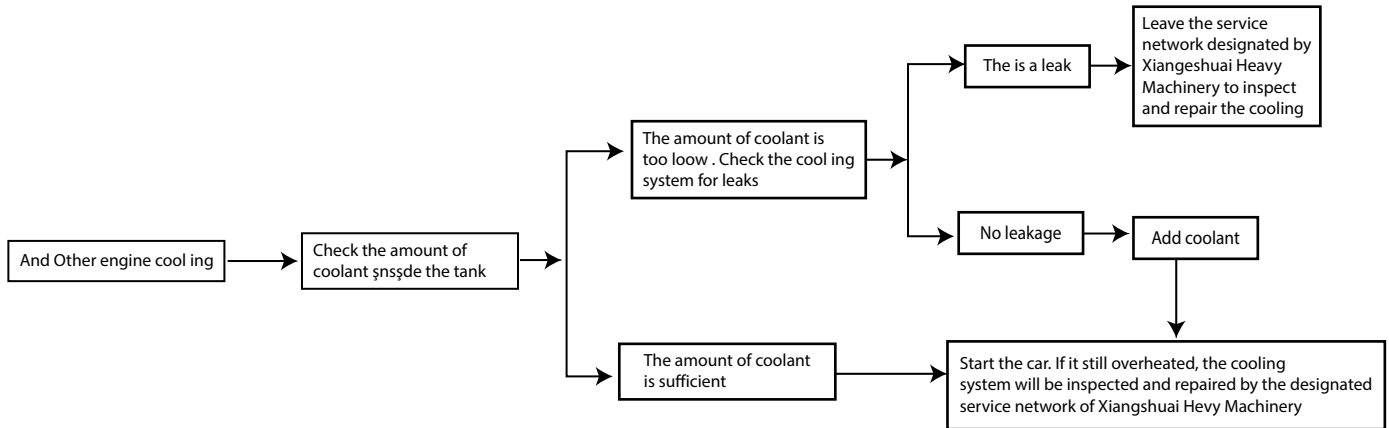 And Other engine cool ing
Check the amount of
coolant şnsşde the tank
The amount of coolant is
too loow . Check the cool ing
system for leaks
The is a leak
Leave the service
network designated by
Xiangeshuai Heavy
Machinery to inspect
and repair the cooling
No leakage
Add coolant
The amount of coolant
is sufficient
Start the car. If it still overheated, the cooling
system will be inspected and repaired by the designated
service network of Xiangshuai Hevy Machinery